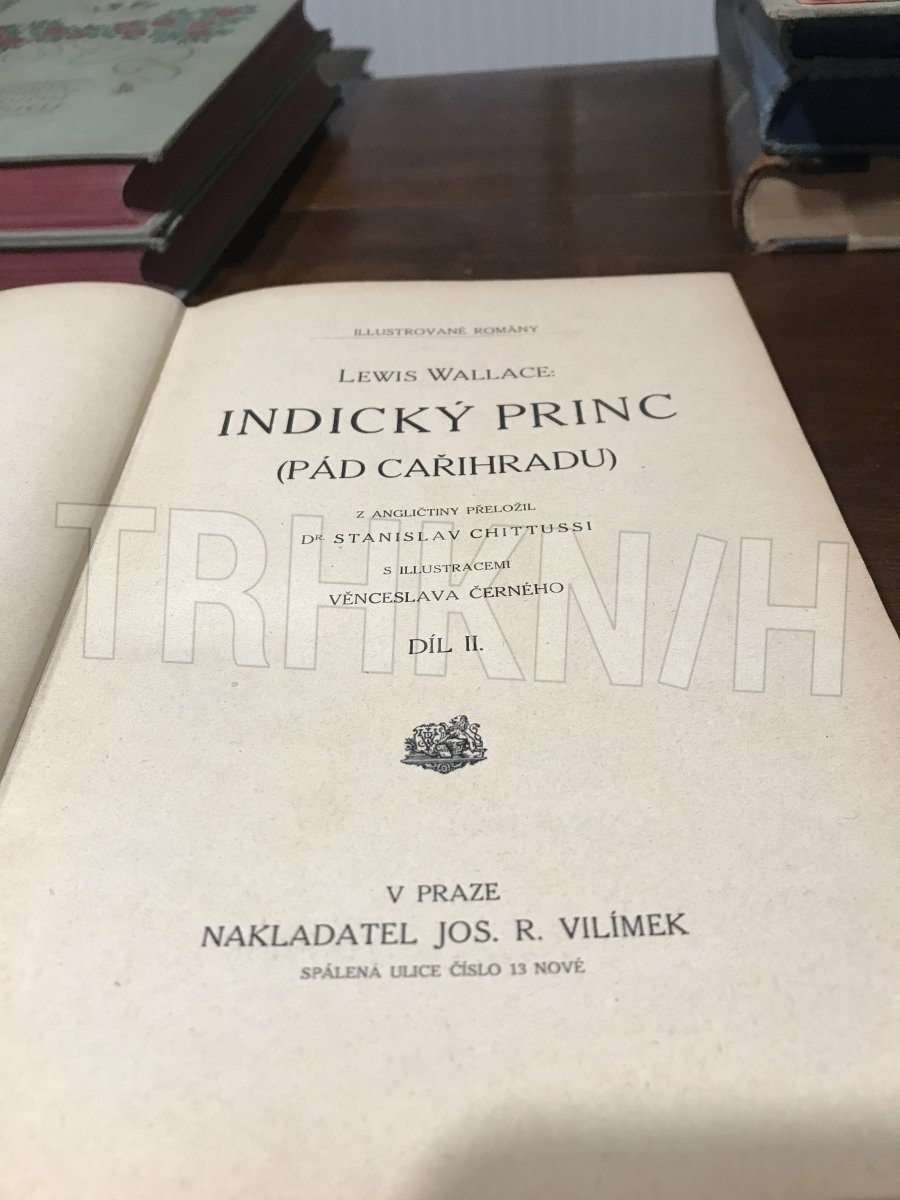 ILLUSTROVANÉ ROMÁNY
LEWIS WALLACE:
INDICKÝ PRINC
(PÁD CAŘIHRADU)
Z ANGLIČTINY PŘELOŽIL
DR. STANISLAV CHITTUSSI
S ILLUSTRACEMI
VĚNCESLAVA ČERNÉHO
DÍL II.
V PRAZE
NAKLADATEL JOS. R. VILÍMEK
SPÁLENÁ ULICE ČÍSLO 13 NOVÉ
TRHKNIH